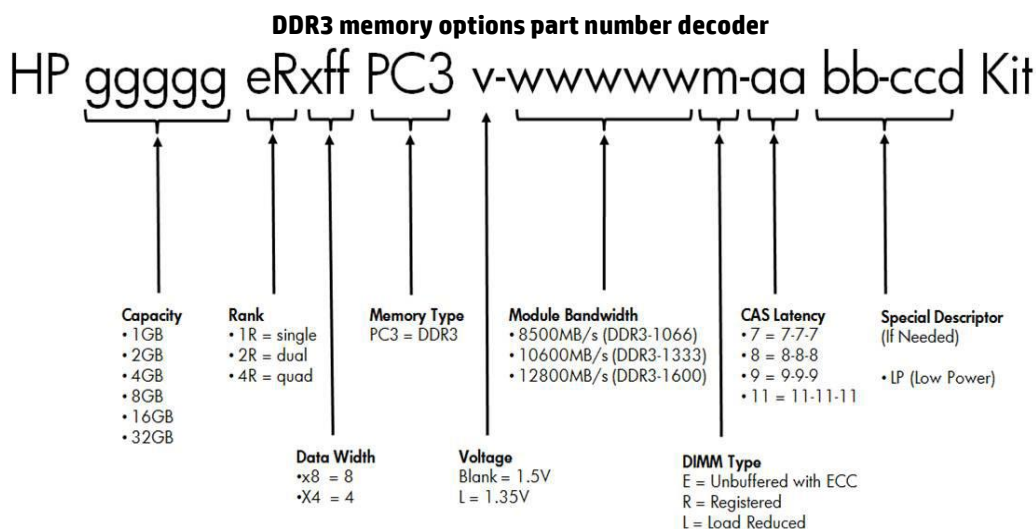 DDR3 memory options part number decoder
HP ggggg eRxff PC3 v-wwwwwm-aa bb-ccd Kit
Capacity
• 1GB
• 2GB
• 4GB
• 8GB
• 16GB
• 32GB
Rank
• 1R = single
• 2R = dual
• 4R = quad
Memory Type
PC3 = DDR3
Module Bandwidth
• 8500MB/s (DDR3-1066)
• 10600MB/s (DDR3-1333)
• 12800MB/s (DDR3-1600)
CAS Latency
• 7 = 7-7-7
• 8 = 8-8-8
• 9 = 9-9-9
• 11 = 11-11-11
Special Descriptor
(If Needed)
• LP (Low Power)
Data Width
•x8 = 8
•X4 = 4
Voltage
Blank = 1.5V
L = 1.35V
DIMM Type
E = Unbuffered with ECC
R = Registered
L = Load Reduced